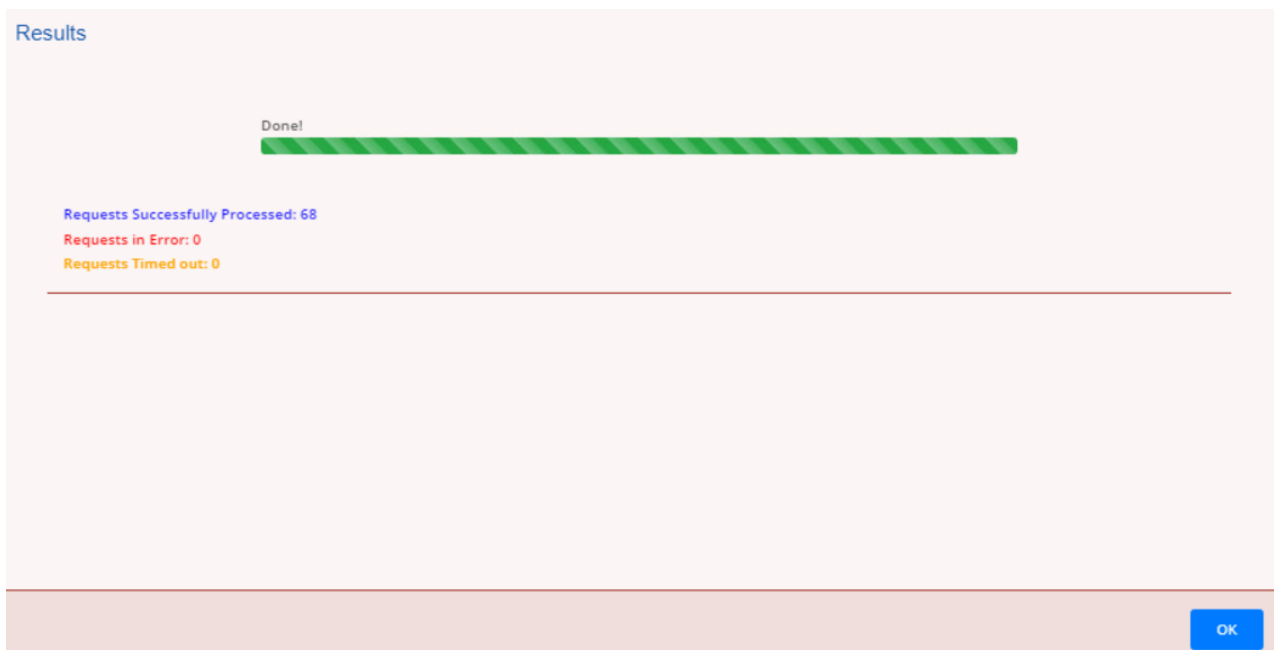 Results
Done!
Requests Successfully Processed: 68
Requests in Error: 0
Requests Timed out: 0
OK